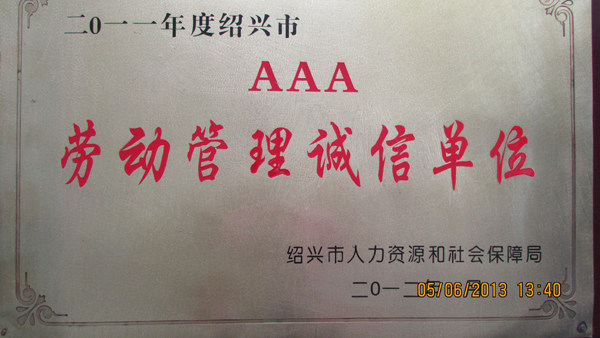 二0一一年度绍兴市
AAA
劳动管理诚信单位
绍兴市人力资源和社会保障局
二0一二年 月
05/06/2013 13:40